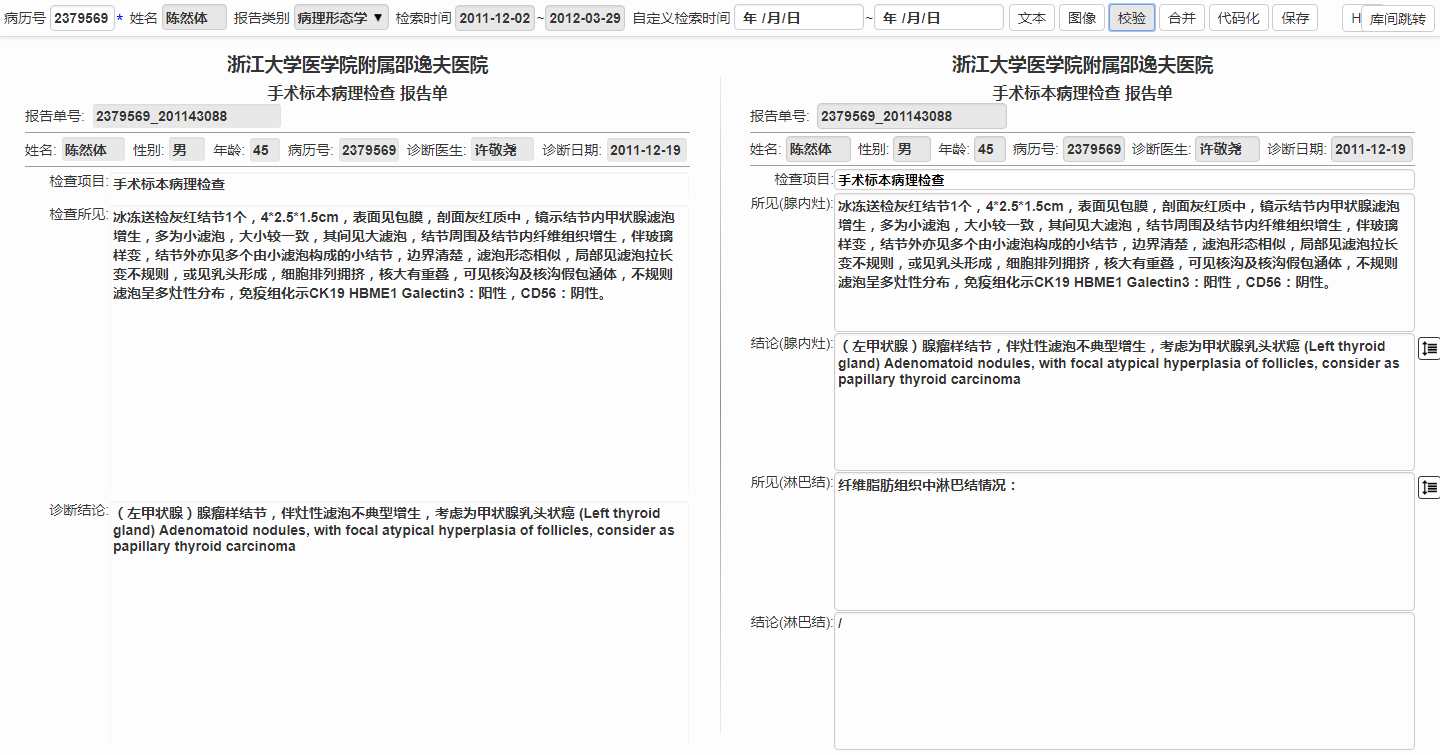 病历号 2379569 * 姓名 陈然体 报告类别 病理形态学 ▼ 检索时间 2011-12-02 ~ 2012-03-29 自定义检索时间 年 /月/日 ~ 年 /月/日 文本 图像 校验 合并 代码化 保存 H 库间跳转
浙江大学医学院附属邵逸夫医院
手术标本病理检查 报告单
报告单号: 2379569_201143088
姓名: 陈然体 性别: 男 年龄: 45 病历号: 2379569 诊断医生: 许敬尧 诊断日期: 2011-12-19
检查项目: 手术标本病理检查
检查所见: 冰冻送检灰红结节1个，4*2.5*1.5cm，表面见包膜，剖面灰红质中，镜示结节内甲状腺滤泡
增生，多为小滤泡，大小较一致，其间见大滤泡，结节周围及结节内纤维组织增生，伴玻璃
样变，结节外亦见多个由小滤泡构成的小结节，边界清楚，滤泡形态相似，局部见滤泡拉长
变不规则，或见乳头形成，细胞排列拥挤，核大有重叠，可见核沟及核沟假包涵体，不规则
滤泡呈多灶性分布，免疫组化示CK19 HBME1 Galectin3：阳性，CD56：阴性。
诊断结论: （左甲状腺）腺瘤样结节，伴灶性滤泡不典型增生，考虑为甲状腺乳头状癌 (Left thyroid
gland) Adenomatoid nodules, with focal atypical hyperplasia of follicles, consider as
papillary thyroid carcinoma
浙江大学医学院附属邵逸夫医院
手术标本病理检查 报告单
报告单号: 2379569_201143088
姓名: 陈然体 性别: 男 年龄: 45 病历号: 2379569 诊断医生: 许敬尧 诊断日期: 2011-12-19
检查项目: 手术标本病理检查
所见(腺内灶): 冰冻送检灰红结节1个，4*2.5*1.5cm，表面见包膜，剖面灰红质中，镜示结节内甲状腺滤泡
增生，多为小滤泡，大小较一致，其间见大滤泡，结节周围及结节内纤维组织增生，伴玻璃
样变，结节外亦见多个由小滤泡构成的小结节，边界清楚，滤泡形态相似，局部见滤泡拉长
变不规则，或见乳头形成，细胞排列拥挤，核大有重叠，可见核沟及核沟假包涵体，不规则
滤泡呈多灶性分布，免疫组化示CK19 HBME1 Galectin3：阳性，CD56：阴性。
结论(腺内灶): （左甲状腺）腺瘤样结节，伴灶性滤泡不典型增生，考虑为甲状腺乳头状癌 (Left thyroid
gland) Adenomatoid nodules, with focal atypical hyperplasia of follicles, consider as
papillary thyroid carcinoma
所见(淋巴结): 纤维脂肪组织中淋巴结情况：
结论(淋巴结): /